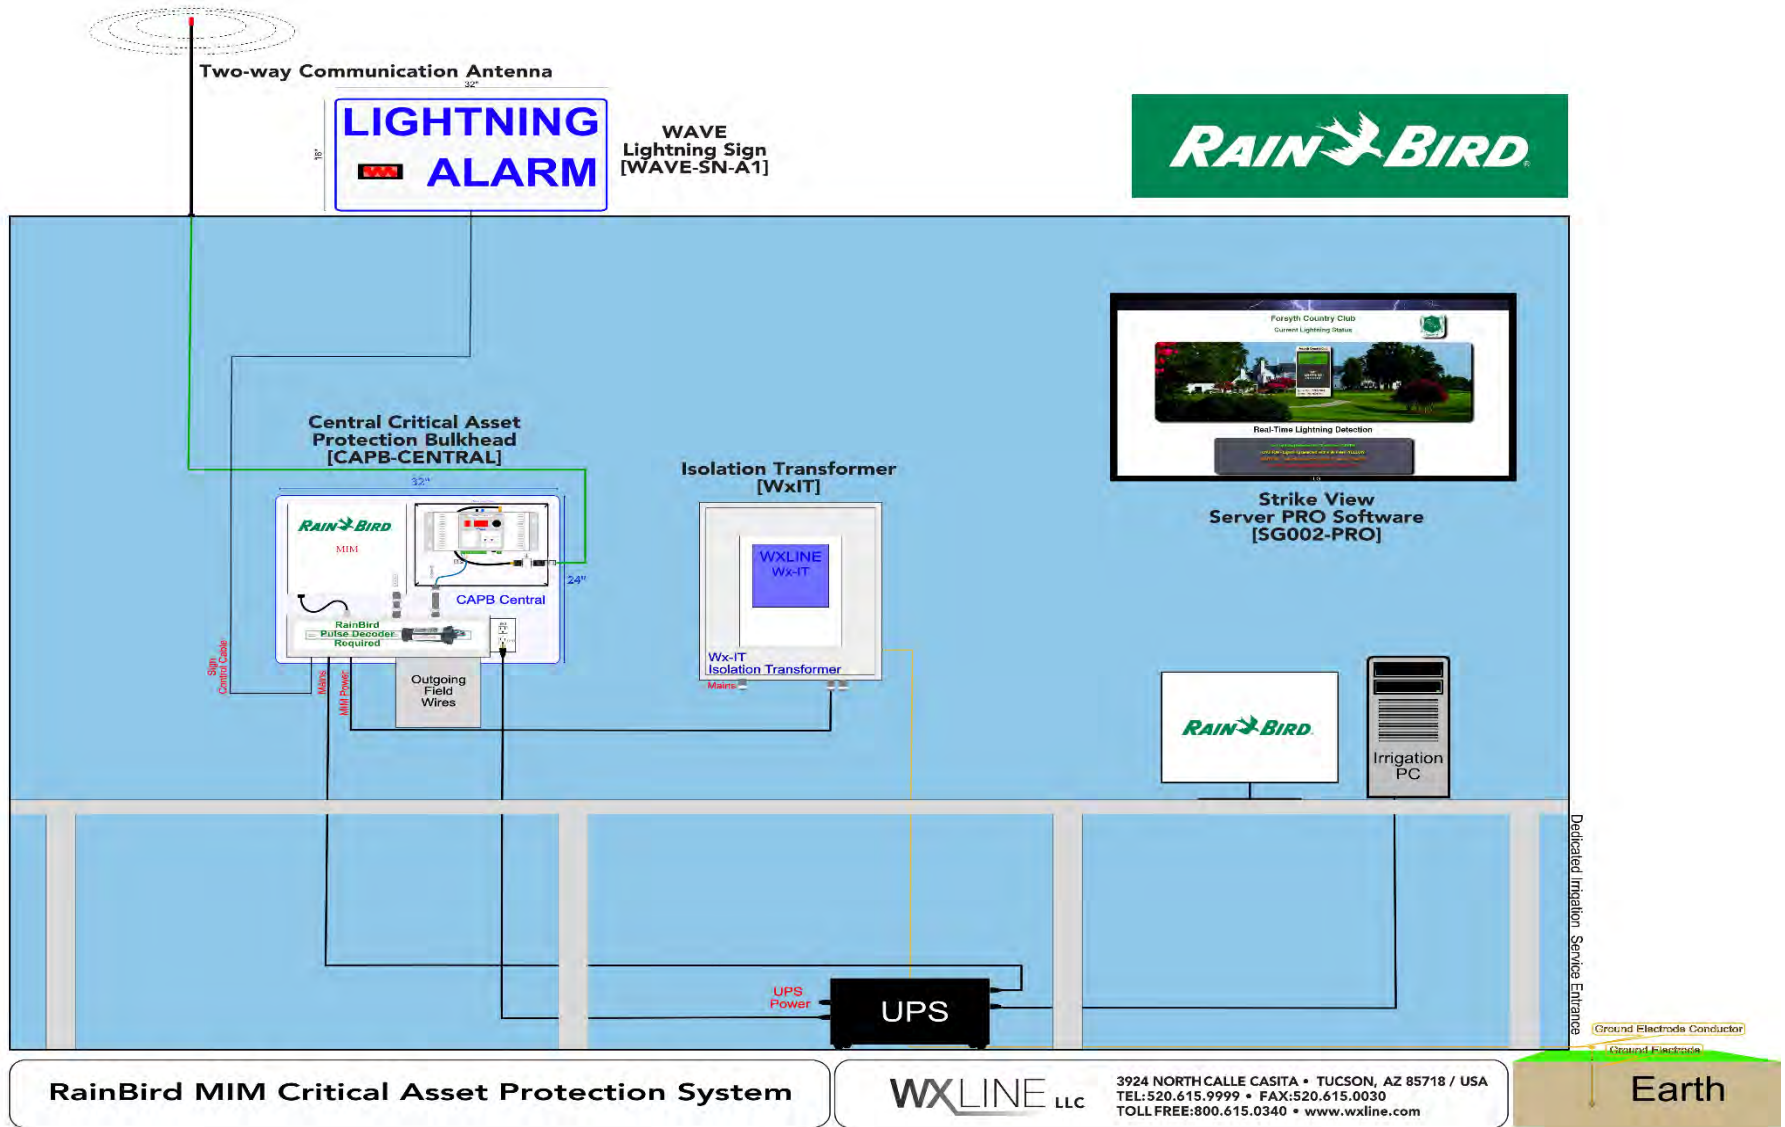 Two-way Communication Antenna
32"
16"
LIGHTNING
ALARM
WAVE
Lightning Sign
[WAVE-SN-A1]
RAIN BIRD
Forsyth Country Club
Current Lightning Status
Real-Time Lightning Detection
Strike View
Server PRO Software
[SG002-PRO]
Central Critical Asset
Protection Bulkhead
[CAPB-CENTRAL]
32"
24"
RAIN BIRD
MIM
CAPB Central
RainBird
Pulse Decoder
Required
Sign
Control Cable
Mains
MIM Power
Outgoing
Field
Wires
Isolation Transformer
[WxIT]
WXLINE
Wx-IT
Wx-IT
Isolation Transformer
Mains
RAIN BIRD
Irrigation
PC
UPS
Power
UPS
Dedicated Irrigation Service Entrance
Ground Electrode Conductor
Ground Electrode
Earth
RainBird MIM Critical Asset Protection System
WXLINE LLC
3924 NORTH CALLE CASITA • TUCSON, AZ 85718 / USA
TEL:520.615.9999 • FAX:520.615.0030
TOLL FREE:800.615.0340 • www.wxline.com